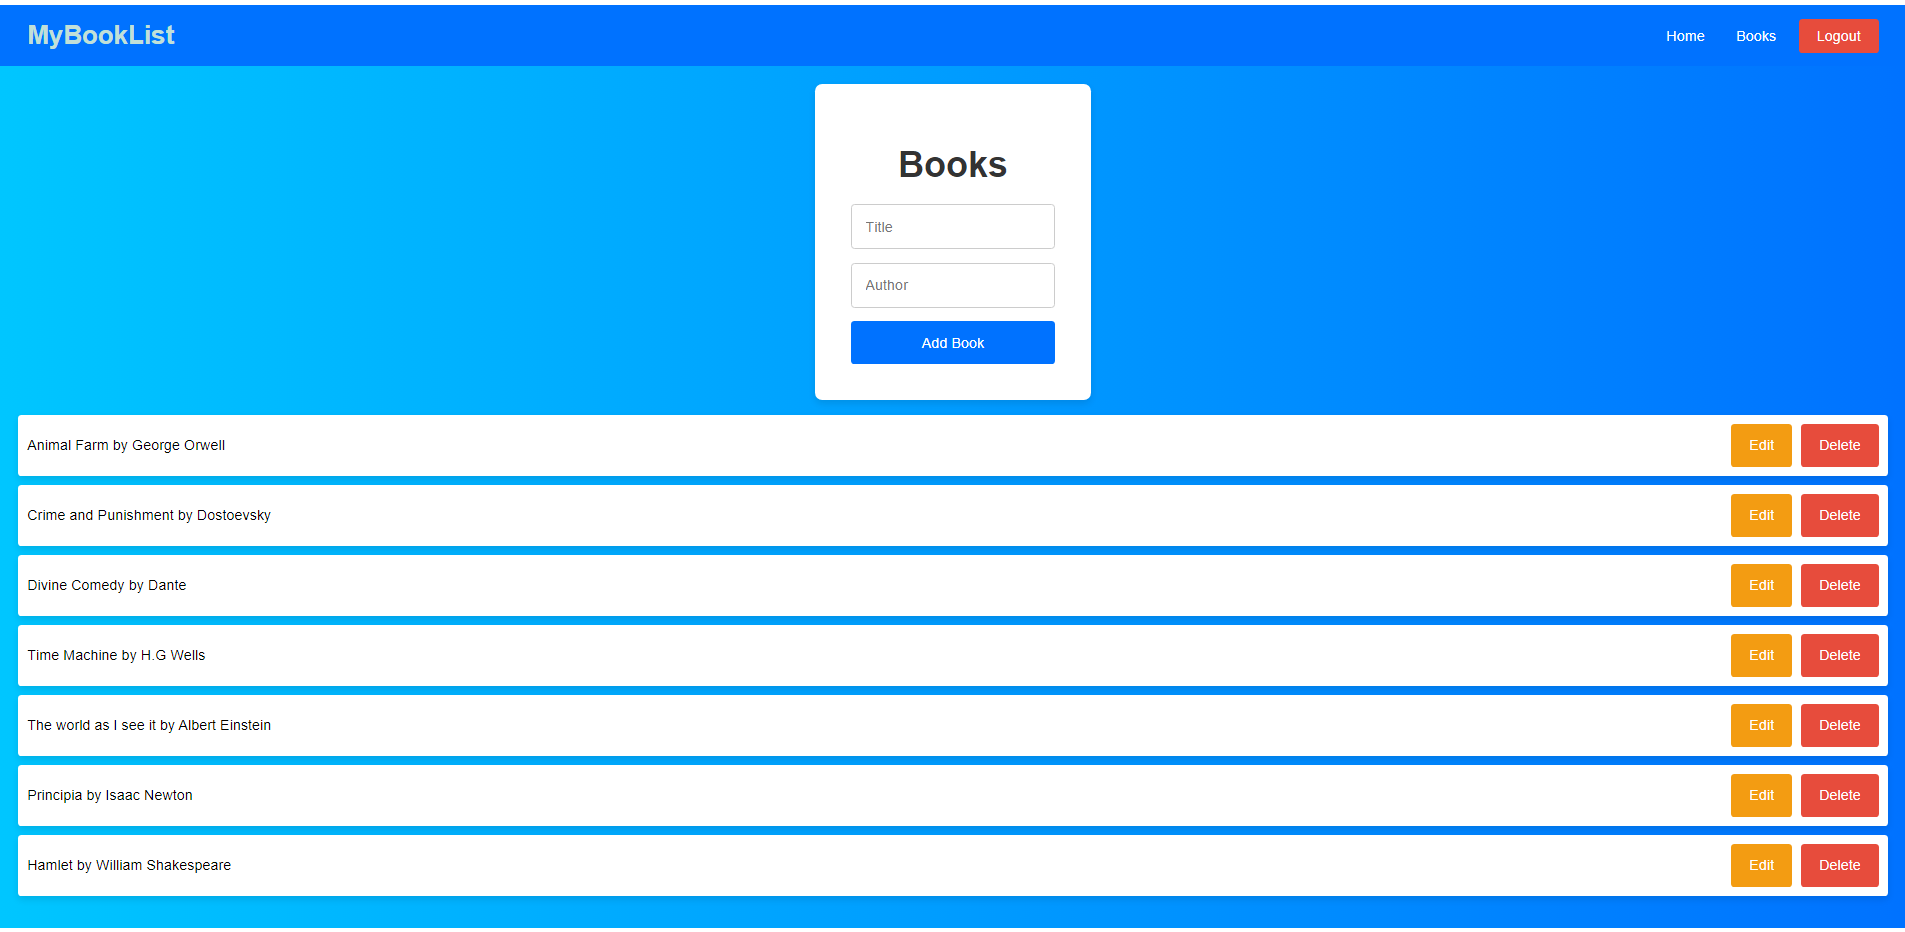 MyBookList
Home Books Logout
Books
Title
Author
Add Book
Animal Farm by George Orwell Edit Delete
Crime and Punishment by Dostoevsky Edit Delete
Divine Comedy by Dante Edit Delete
Time Machine by H.G Wells Edit Delete
The world as I see it by Albert Einstein Edit Delete
Principia by Isaac Newton Edit Delete
Hamlet by William Shakespeare Edit Delete